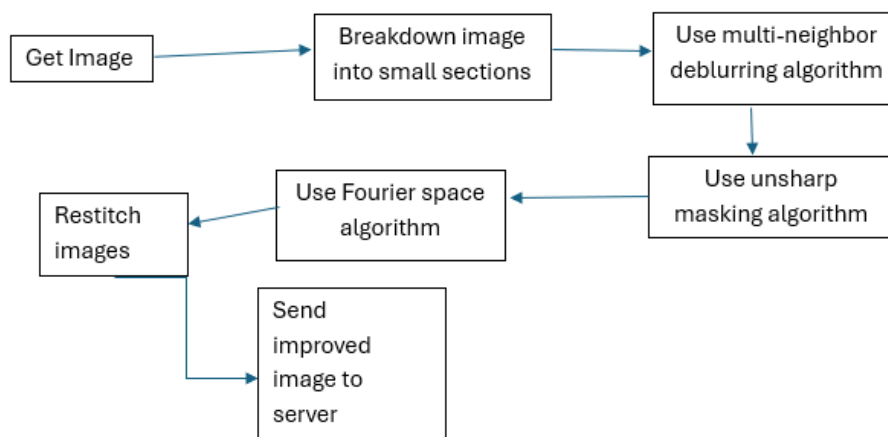 Get Image
Breakdown image
into small sections
Use multi-neighbor
deblurring algorithm
Use unsharp
masking algorithm
Use Fourier space
algorithm
Restitch
images
Send
improved
image to
server